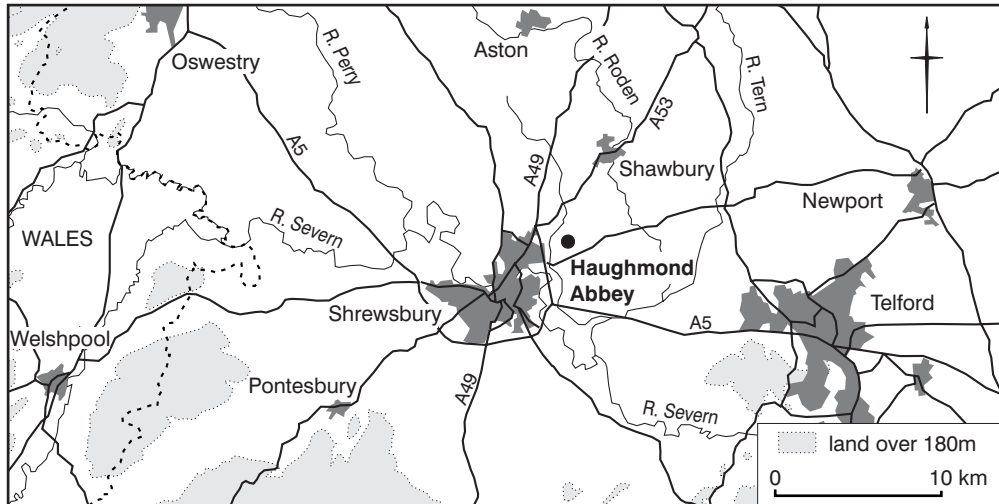 Oswestry
R. Perry
Aston
R. Roden
A53
R. Tern
A5
A49
Shawbury
Newport
WALES
R. Severn
Haughmond
Abbey
Shrewsbury
Telford
A5
Welshpool
Pontesbury
A49
R. Severn
land over 180m
0 10 km